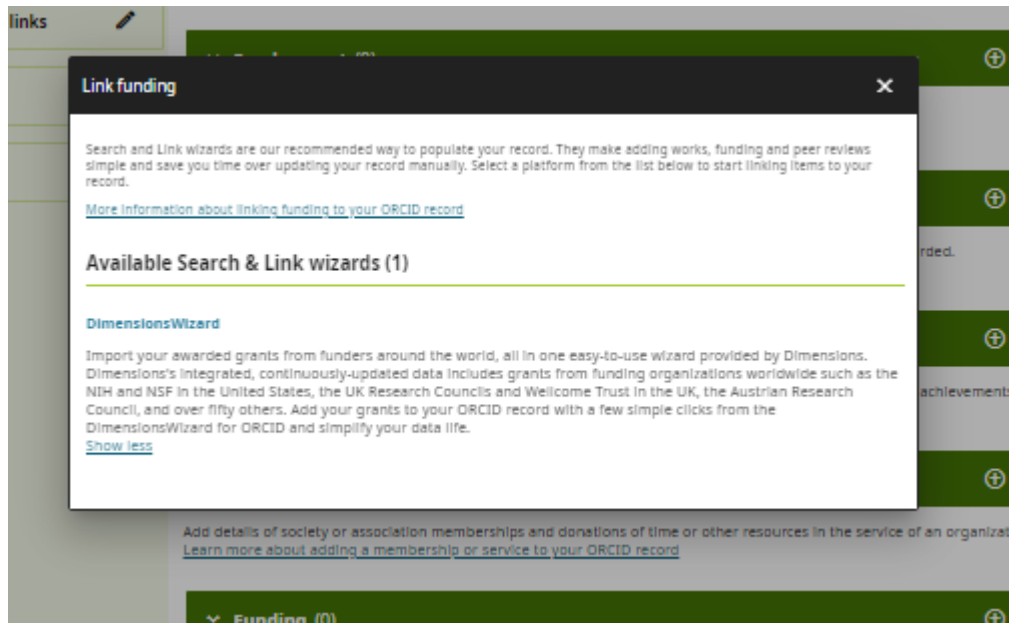 links
Link funding
Search and Link wizards are our recommended way to populate your record. They make adding works, funding and peer reviews
simple and save you time over updating your record manually. Select a platform from the list below to start linking items to your
record.
More information about linking funding to your ORCID record
Available Search & Link wizards (1)
rded.
DimensionsWizard
Import your awarded grants from funders around the world, all in one easy-to-use wizard provided by Dimensions.
Dimensions's integrated, continuously-updated data includes grants from funding organizations worldwide such as the
NIH and NSF in the United States, the UK Research Councils and Wellcome Trust in the UK, the Austrian Research
achievements
Council, and over fifty others. Add your grants to your ORCID record with a few simple clicks from the
DimensionsWizard for ORCID and simplify your data life.
Show less
Add details of society or association memberships and donations of time or other resources in the service of an organizat
Learn more about adding a membership or service to your ORCID record
Funding (0)